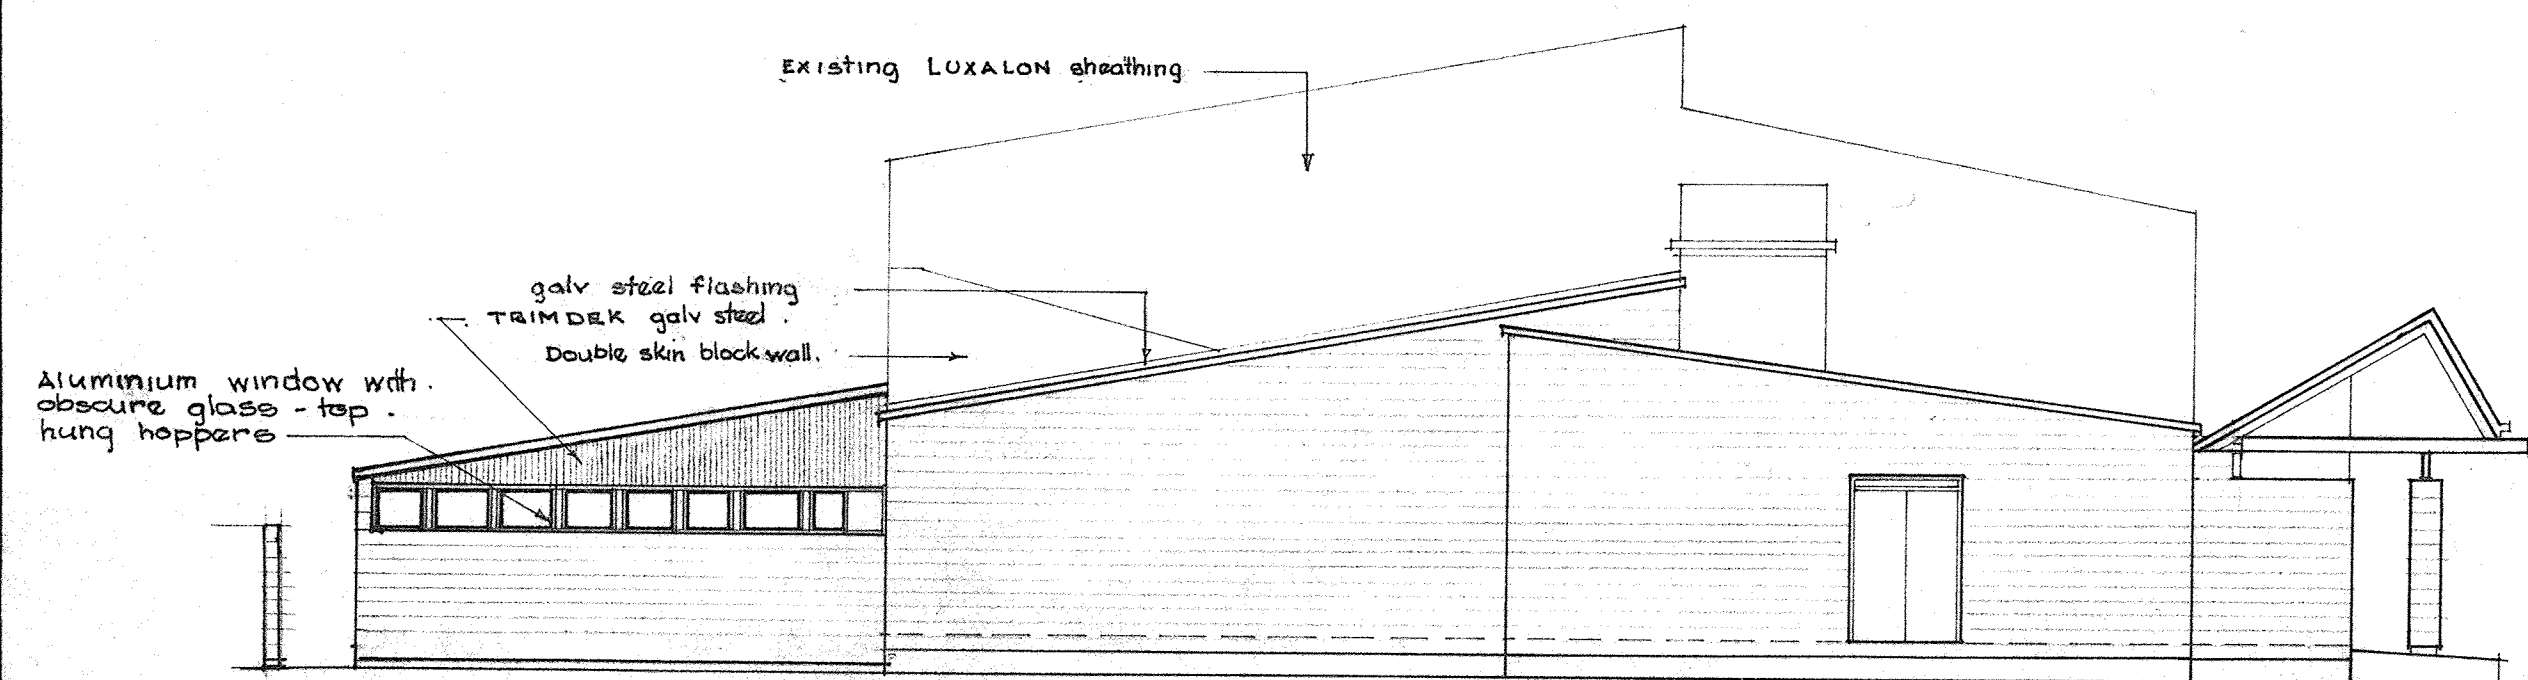 Existing LUXALON sheathing
galv steel flashing
TRIMDEK galv steel .
Double skin block wall.
Aluminium window with .
obscure glass - top .
hung hoppers